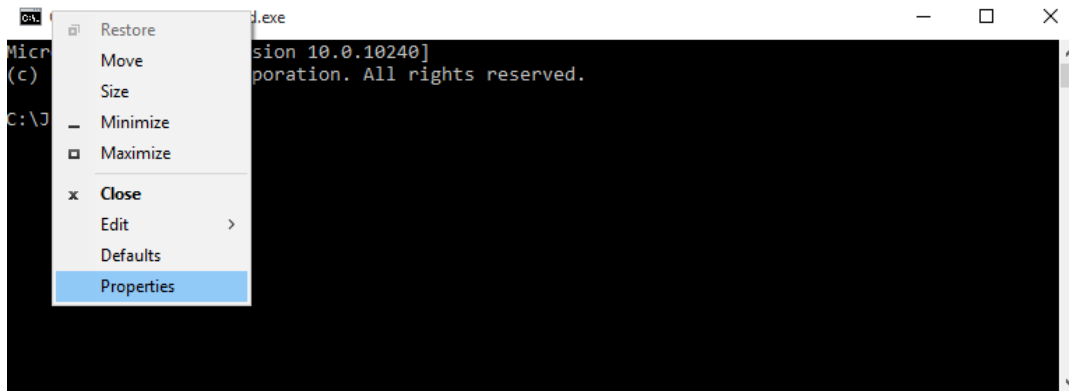 C:\. d.exe
Restore
Micr sion 10.0.10240]
Move
(c) poration. All rights reserved.
Size
C:\J
Minimize
Maximize
Close
Edit
Defaults
Properties